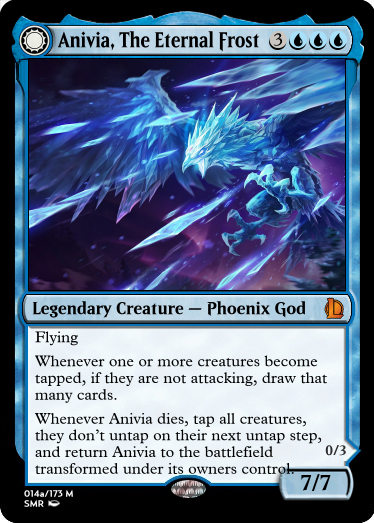 Anivia, The Eternal Frost 3
Legendary Creature — Phoenix God
Flying
Whenever one or more creatures become
tapped, if they are not attacking, draw that
many cards.
Whenever Anivia dies, tap all creatures,
they don't untap on their next untap step,
and return Anivia to the battlefield
transformed under its owners control.
0/3
7/7
014a/173 M
SMR